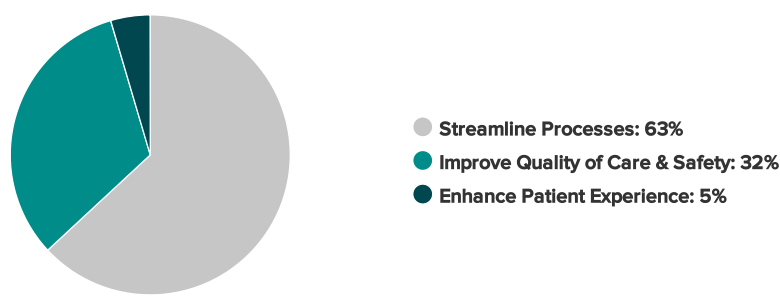 Streamline Processes: 63%
Improve Quality of Care & Safety: 32%
Enhance Patient Experience: 5%